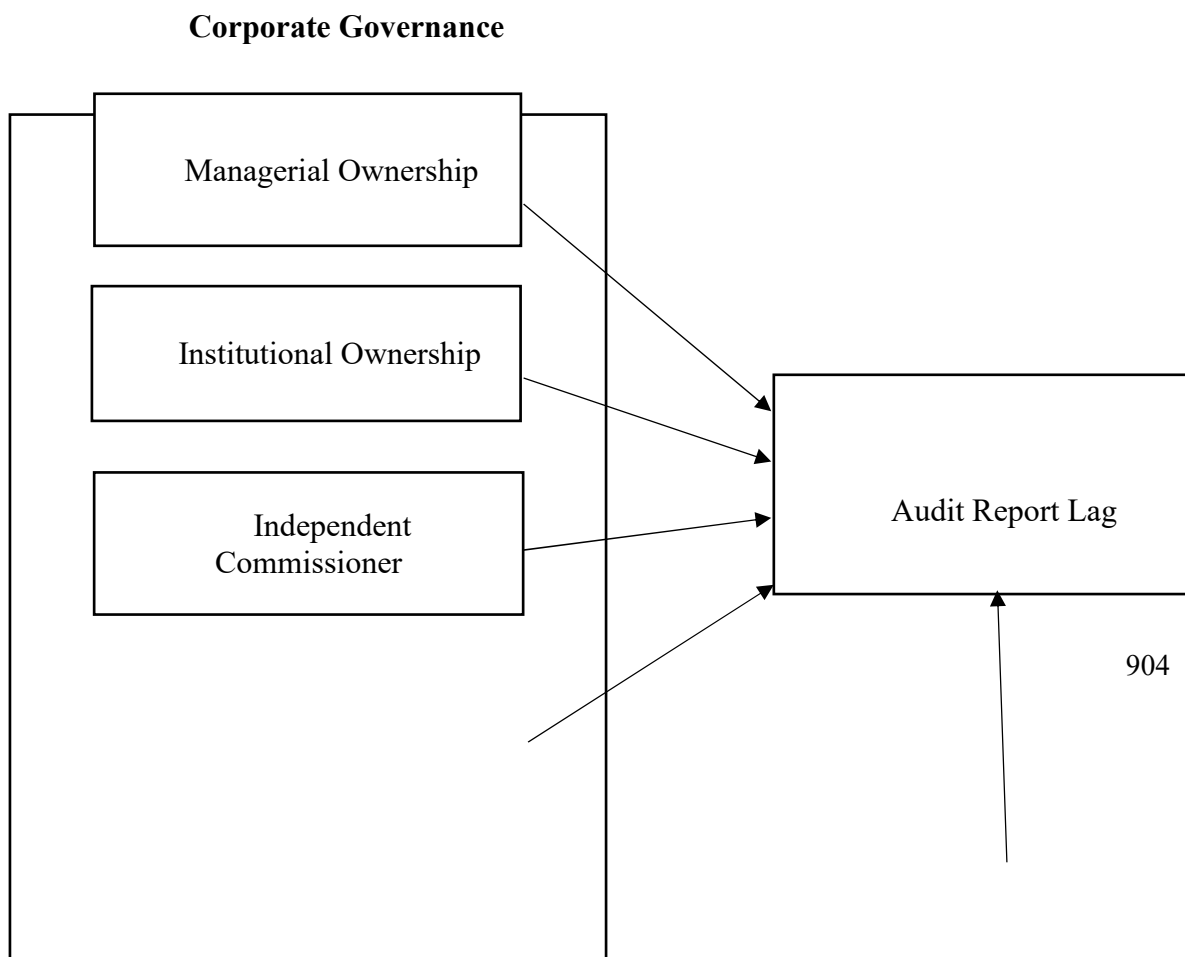 Corporate Governance
Managerial Ownership
Institutional Ownership
Independent
Commissioner
Audit Report Lag
904